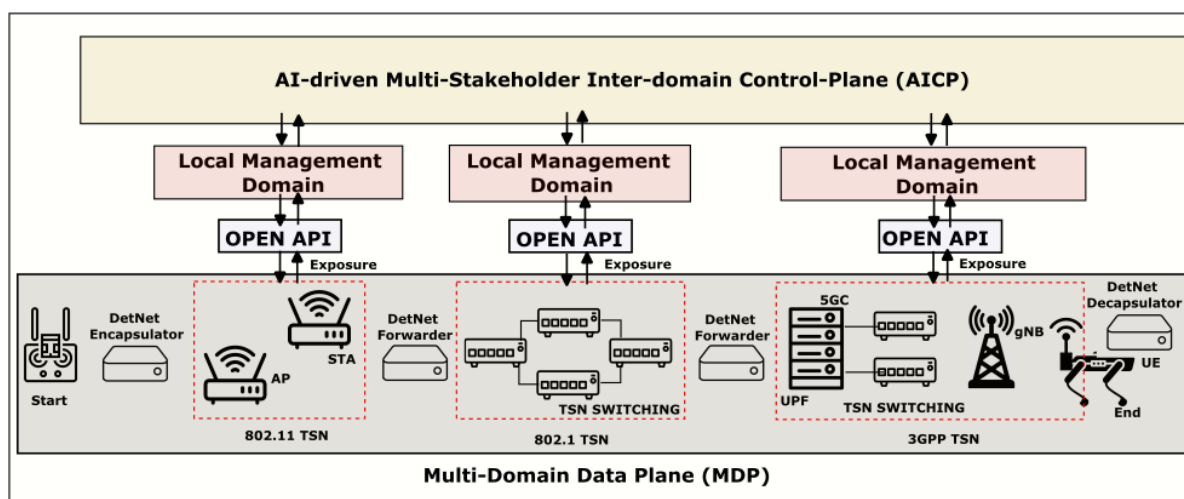 AI-driven Multi-Stakeholder Inter-domain Control-Plane (AICP)
Local Management
Domain
Local Management
Domain
Local Management
Domain
OPEN API
OPEN API
OPEN API
Exposure
Exposure
Exposure
DetNet
Encapsulator
Start
AP
STA
802.11 TSN
DetNet
Forwarder
TSN SWITCHING
802.1 TSN
DetNet
Forwarder
5GC
UPF
TSN SWITCHING
gNB
3GPP TSN
DetNet
Decapsulator
UE
End
Multi-Domain Data Plane (MDP)